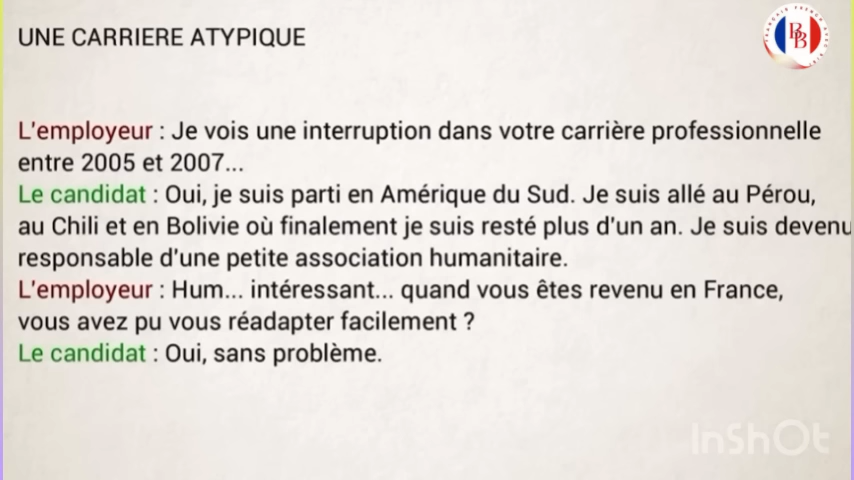 UNE CARRIERE ATYPIQUE
BB
L'employeur : Je vois une interruption dans votre carrière professionnelle
entre 2005 et 2007...
Le candidat : Oui, je suis parti en Amérique du Sud. Je suis allé au Pérou,
au Chili et en Bolivie où finalement je suis resté plus d'un an. Je suis devenu
responsable d'une petite association humanitaire.
L'employeur : Hum... intéressant... quand vous êtes revenu en France,
vous avez pu vous réadapter facilement ?
Le candidat : Oui, sans problème.
InShOt